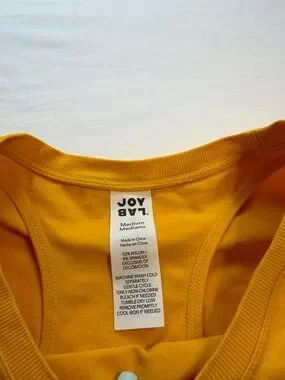 JOY
LAB.
Medium
Mediano
Made in China
Hecho en China
92% NYLON /
8% SPANDEX
EXCLUSIVE OF
DECORATION
MACHINE WASH COLD
SEPARATELY
GENTLE CYCLE
ONLY NON-CHLORINE
BLEACH IF NEEDED
TUMBLE DRY LOW
REMOVE PROMPTLY
COOL IRON IF NEEDED